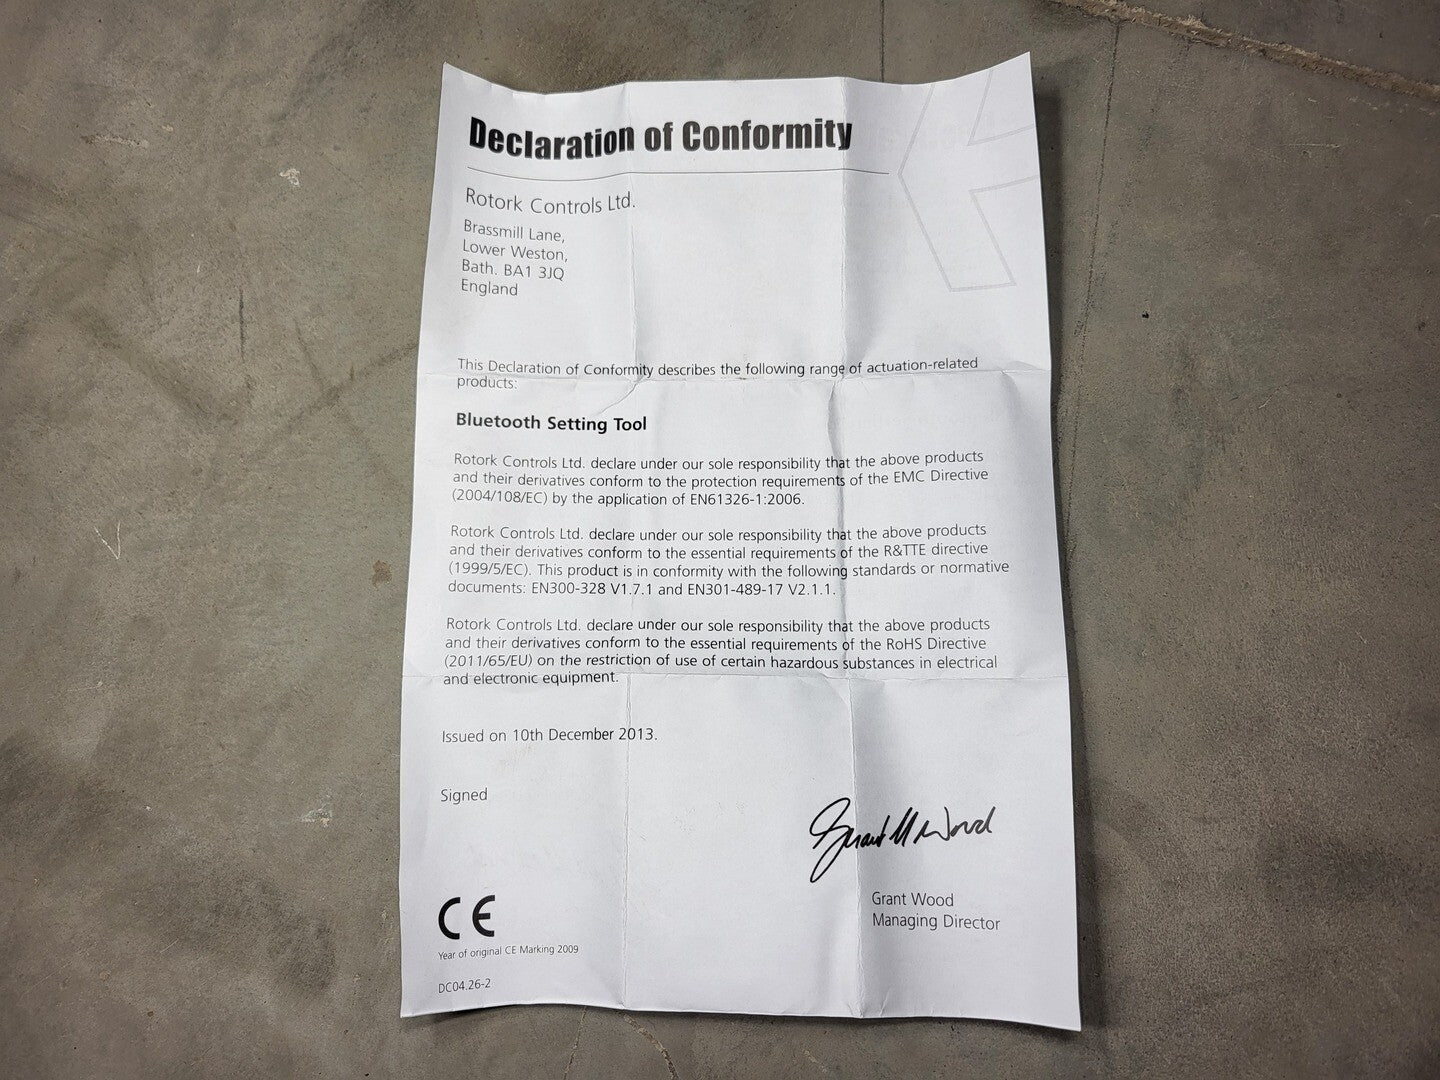 Declaration of Conformity
Rotork Controls Ltd.
Brassmill Lane,
Lower Weston,
Bath. BA1 3JQ
England
This Declaration of Conformity describes the following range of actuation-related
products:
Bluetooth Setting Tool
Rotork Controls Ltd. declare under our sole responsibility that the above products
and their derivatives conform to the protection requirements of the EMC Directive
(2004/108/EC) by the application of EN61326-1:2006.
Rotork Controls Ltd. declare under our sole responsibility that the above products
and their derivatives conform to the essential requirements of the R&TTE directive
(1999/5/EC). This product is in conformity with the following standards or normative
documents: EN300-328 V1.7.1 and EN301-489-17 V2.1.1.
Rotork Controls Ltd. declare under our sole responsibility that the above products
and their derivatives conform to the essential requirements of the RoHS Directive
(2011/65/EU) on the restriction of use of certain hazardous substances in electrical
and electronic equipment.
Issued on 10th December 2013.
Signed
Grant M Wood
Grant Wood
Managing Director
CE
Year of original CE Marking 2009
DC04.26-2